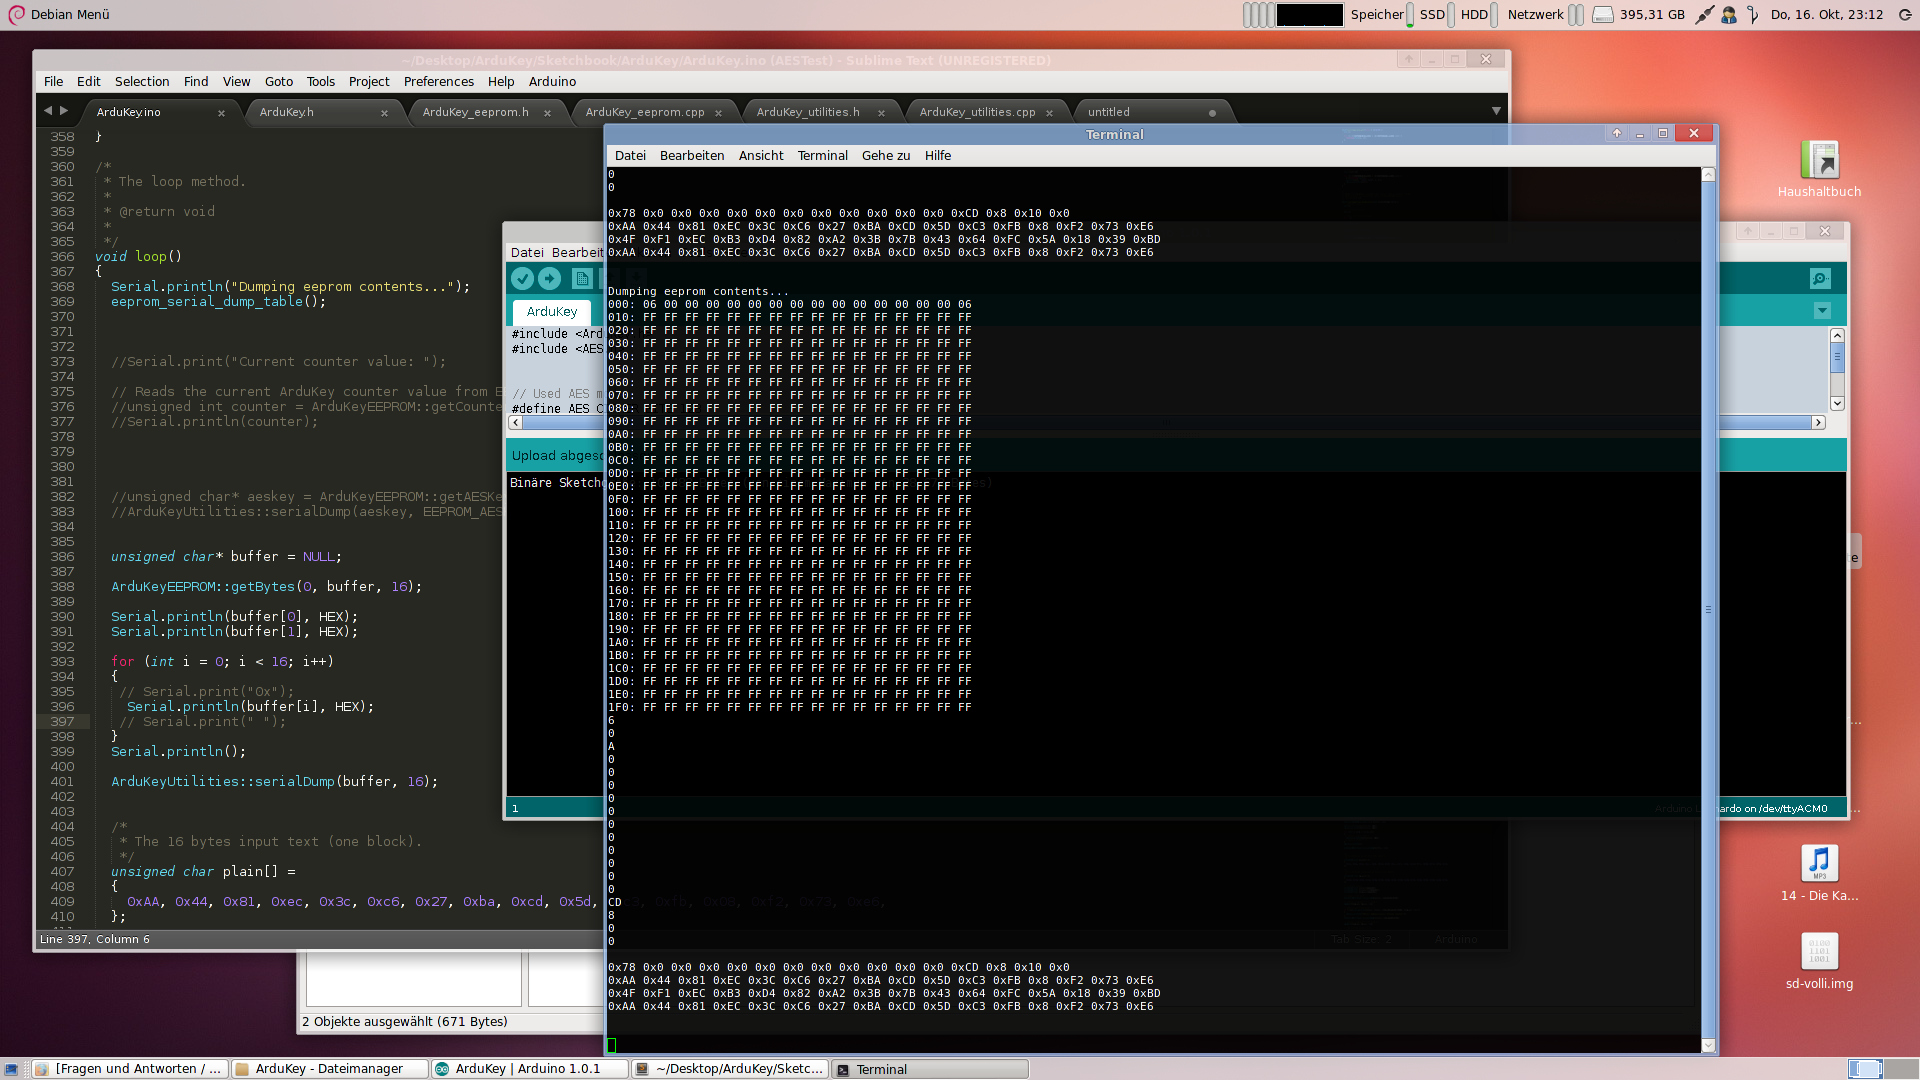 Debian Menü
Speicher SSD HDD Netzwerk 395,31 GB Do, 16. Okt, 23:12
~/Desktop/ArduKey/Sketchbook/ArduKey/ArduKey.ino (AESTest) - Sublime Text (UNREGISTERED)
File Edit Selection Find View Goto Tools Project Preferences Help Arduino
ArduKey.ino ArduKey.h ArduKey_eeprom.h ArduKey_eeprom.cpp ArduKey_utilities.h ArduKey_utilities.cpp untitled
358 }
359
360 /*
361 * The loop method.
362 *
363 * @return void
364 *
365 */
366 void loop()
367 {
368 Serial.println("Dumping eeprom contents...");
369 eeprom_serial_dump_table();
370
371
372
373 //Serial.print("Current counter value: ");
374
375 // Reads the current ArduKey counter value from E
376 //unsigned int counter = ArduKeyEEPROM::getCounte
377 //Serial.println(counter);
378
379
380
381
382 //unsigned char* aeskey = ArduKeyEEPROM::getAESKe
383 //ArduKeyUtilities::serialDump(aeskey, EEPROM_AES
384
385
386 unsigned char* buffer = NULL;
387
388 ArduKeyEEPROM::getBytes(0, buffer, 16);
389
390 Serial.println(buffer[0], HEX);
391 Serial.println(buffer[1], HEX);
392
393 for (int i = 0; i < 16; i++)
394 {
395 // Serial.print("0x");
396 Serial.println(buffer[i], HEX);
397 // Serial.print(" ");
398 }
399 Serial.println();
400
401 ArduKeyUtilities::serialDump(buffer, 16);
402
403
404 /*
405 * The 16 bytes input text (one block).
406 */
407 unsigned char plain[] =
408 {
409 0xAA, 0x44, 0x81, 0xec, 0x3c, 0xc6, 0x27, 0xba, 0xcd, 0x5d, 0xc3, 0xfb, 0x08, 0xf2, 0x73, 0xe6,
410 };
Line 397, Column 6
Tab Size: 2 Arduino
Datei Bearbeit
ArduKey
#include <Ard
#include <AES
// Used AES m
#define AES C
Upload abgesc
Binäre Sketch
1
Arduino Leonardo on /dev/ttyACM0
2 Objekte ausgewählt (671 Bytes)
Terminal
Datei Bearbeiten Ansicht Terminal Gehe zu Hilfe
0
0
0x78 0x0 0x0 0x0 0x0 0x0 0x0 0x0 0x0 0x0 0x0 0x0 0xCD 0x8 0x10 0x0
0xAA 0x44 0x81 0xEC 0x3C 0xC6 0x27 0xBA 0xCD 0x5D 0xC3 0xFB 0x8 0xF2 0x73 0xE6
0x4F 0xF1 0xEC 0xB3 0xD4 0x82 0xA2 0x3B 0x7B 0x43 0x64 0xFC 0x5A 0x18 0x39 0xBD
0xAA 0x44 0x81 0xEC 0x3C 0xC6 0x27 0xBA 0xCD 0x5D 0xC3 0xFB 0x8 0xF2 0x73 0xE6
Dumping eeprom contents...
000: 06 00 00 00 00 00 00 00 00 00 00 00 00 00 00 06
010: FF FF FF FF FF FF FF FF FF FF FF FF FF FF FF FF
020: FF FF FF FF FF FF FF FF FF FF FF FF FF FF FF FF
030: FF FF FF FF FF FF FF FF FF FF FF FF FF FF FF FF
040: FF FF FF FF FF FF FF FF FF FF FF FF FF FF FF FF
050: FF FF FF FF FF FF FF FF FF FF FF FF FF FF FF FF
060: FF FF FF FF FF FF FF FF FF FF FF FF FF FF FF FF
070: FF FF FF FF FF FF FF FF FF FF FF FF FF FF FF FF
080: FF FF FF FF FF FF FF FF FF FF FF FF FF FF FF FF
090: FF FF FF FF FF FF FF FF FF FF FF FF FF FF FF FF
0A0: FF FF FF FF FF FF FF FF FF FF FF FF FF FF FF FF
0B0: FF FF FF FF FF FF FF FF FF FF FF FF FF FF FF FF
0C0: FF FF FF FF FF FF FF FF FF FF FF FF FF FF FF FF
0D0: FF FF FF FF FF FF FF FF FF FF FF FF FF FF FF FF
0E0: FF FF FF FF FF FF FF FF FF FF FF FF FF FF FF FF
0F0: FF FF FF FF FF FF FF FF FF FF FF FF FF FF FF FF
100: FF FF FF FF FF FF FF FF FF FF FF FF FF FF FF FF
110: FF FF FF FF FF FF FF FF FF FF FF FF FF FF FF FF
120: FF FF FF FF FF FF FF FF FF FF FF FF FF FF FF FF
130: FF FF FF FF FF FF FF FF FF FF FF FF FF FF FF FF
140: FF FF FF FF FF FF FF FF FF FF FF FF FF FF FF FF
150: FF FF FF FF FF FF FF FF FF FF FF FF FF FF FF FF
160: FF FF FF FF FF FF FF FF FF FF FF FF FF FF FF FF
170: FF FF FF FF FF FF FF FF FF FF FF FF FF FF FF FF
180: FF FF FF FF FF FF FF FF FF FF FF FF FF FF FF FF
190: FF FF FF FF FF FF FF FF FF FF FF FF FF FF FF FF
1A0: FF FF FF FF FF FF FF FF FF FF FF FF FF FF FF FF
1B0: FF FF FF FF FF FF FF FF FF FF FF FF FF FF FF FF
1C0: FF FF FF FF FF FF FF FF FF FF FF FF FF FF FF FF
1D0: FF FF FF FF FF FF FF FF FF FF FF FF FF FF FF FF
1E0: FF FF FF FF FF FF FF FF FF FF FF FF FF FF FF FF
1F0: FF FF FF FF FF FF FF FF FF FF FF FF FF FF FF FF
6
0
A
0
0
0
0
0
0
0
0
0
0
0
CD
8
0
0
0x78 0x0 0x0 0x0 0x0 0x0 0x0 0x0 0x0 0x0 0x0 0x0 0xCD 0x8 0x10 0x0
0xAA 0x44 0x81 0xEC 0x3C 0xC6 0x27 0xBA 0xCD 0x5D 0xC3 0xFB 0x8 0xF2 0x73 0xE6
0x4F 0xF1 0xEC 0xB3 0xD4 0x82 0xA2 0x3B 0x7B 0x43 0x64 0xFC 0x5A 0x18 0x39 0xBD
0xAA 0x44 0x81 0xEC 0x3C 0xC6 0x27 0xBA 0xCD 0x5D 0xC3 0xFB 0x8 0xF2 0x73 0xE6
Haushaltbuch
MP3
14 - Die Ka...
0100
1101
1001
sd-volli.img
[Fragen und Antworten / ... ArduKey - Dateimanager ArduKey | Arduino 1.0.1 ~/Desktop/ArduKey/Sketc... Terminal